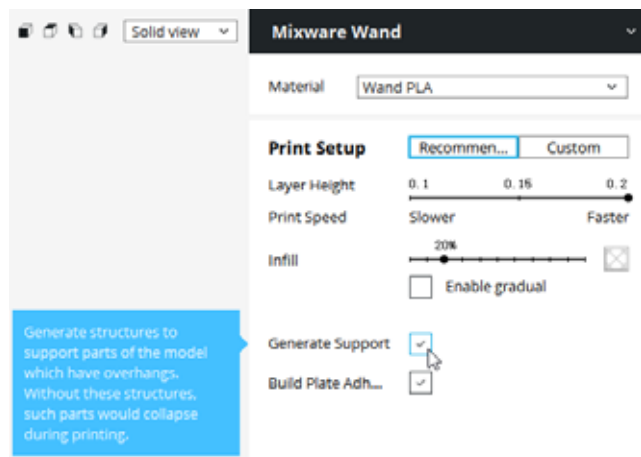 Solid view
Mixware Wand
Material
Wand PLA
Print Setup
Recommen...
Custom
Layer Height
0.1
0.15
0.2
Print Speed
Slower
Faster
Infill
20%
Enable gradual
Generate structures to
support parts of the model
which have overhangs.
Without these structures,
such parts would collapse
during printing.
Generate Support
Build Plate Adh...